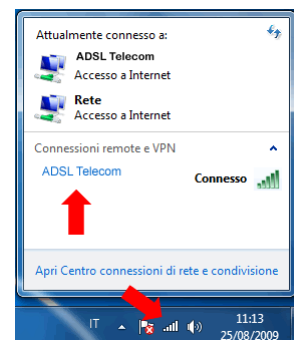 Attualmente connesso a:
ADSL Telecom
Accesso a Internet
Rete
Accesso a Internet
Connessioni remote e VPN
ADSL Telecom
Connesso
Apri Centro connessioni di rete e condivisione
IT
11:13
25/08/2009